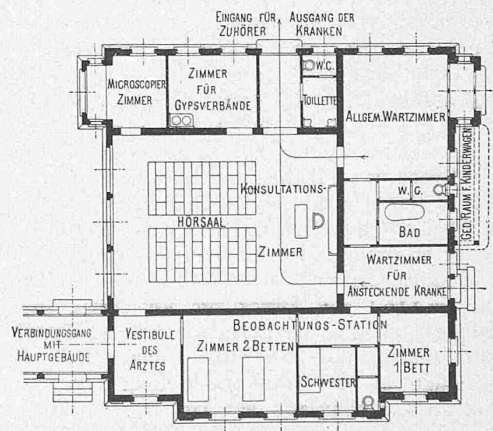 EINGANG FÜR
ZUHÖRER
AUSGANG DER
KRANKEN
MICROSCOPIER
ZIMMER
ZIMMER
FÜR
GYPSVERBÄNDE
W.C.
TOILLETTE
ALLGEM. WARTZIMMER
GED. RAUM F. KINDERWAGEN
KONSULTATIONS-
ZIMMER
HÖRSAAL
W. C.
BAD
WARTZIMMER
FÜR
ANSTECKENDE KRANKE
VERBINDUNGSGANG
MIT
HAUPTGEBÄUDE
VESTIBULE
DES
ARZTES
BEOBACHTUNGS-STATION
ZIMMER 2 BETTEN
SCHWESTER
ZIMMER
1 BETT